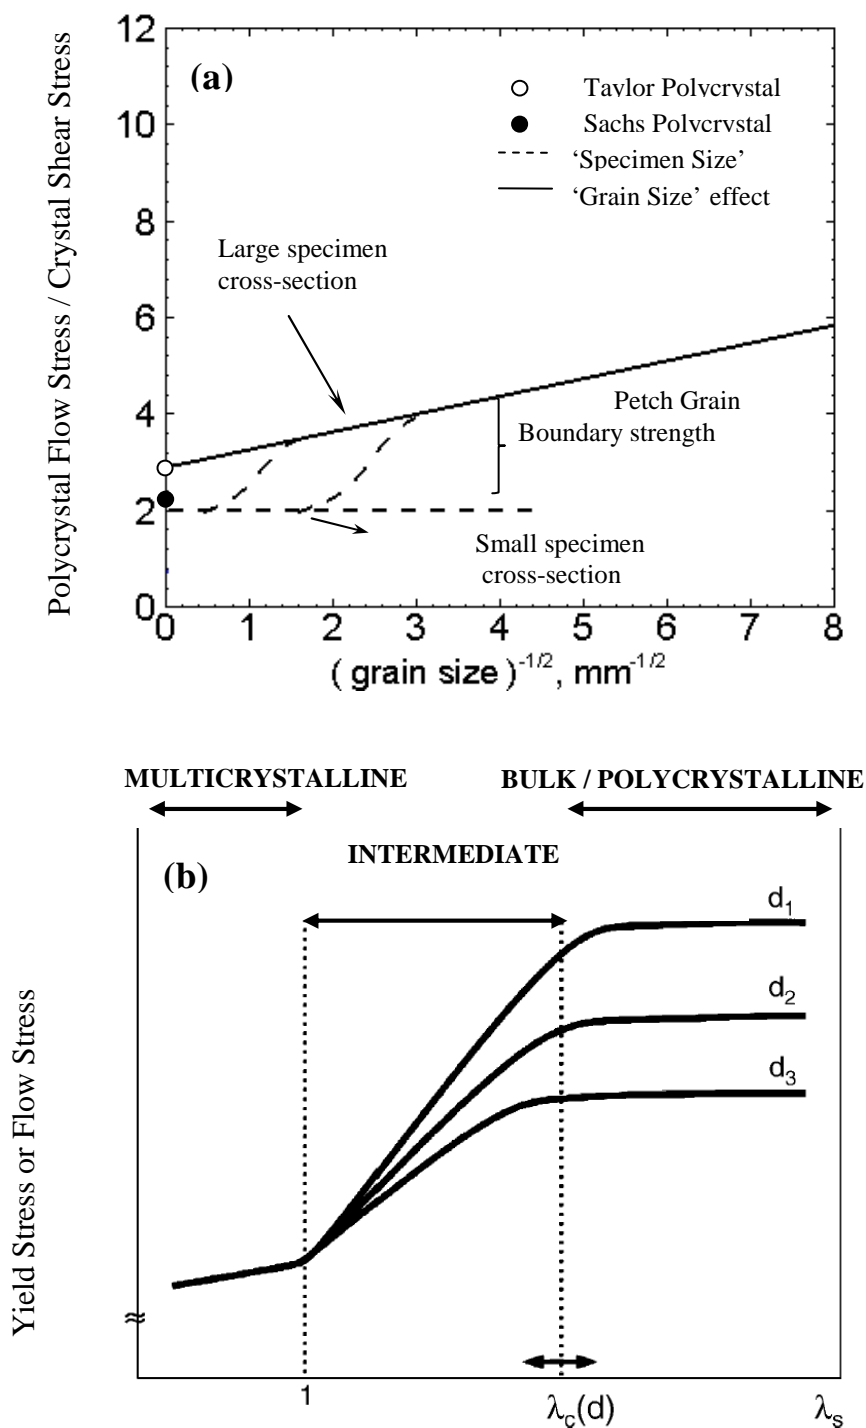 12
10
8
6
4
2
0
Polycrystal Flow Stress / Crystal Shear Stress
(a)
Taylor Polycrystal
Sachs Polycrystal
‘Specimen Size’
‘Grain Size’ effect
Large specimen
cross-section
Petch Grain
Boundary strength
Small specimen
cross-section
0 1 2 3 4 5 6 7 8
( grain size )^-1/2, mm^-1/2
MULTICRYSTALLINE BULK / POLYCRYSTALLINE
INTERMEDIATE
(b)
d1
d2
d3
Yield Stress or Flow Stress
≈
1 λc(d) λs